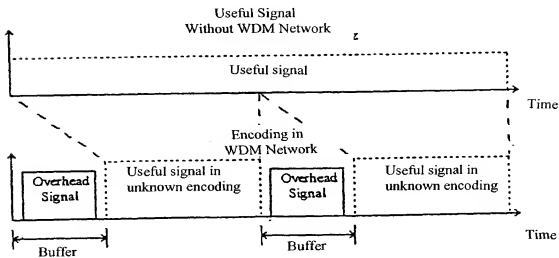 Useful Signal
Without WDM Network
Useful signal
Time
Encoding in
WDM Network
Overhead
Signal
Useful signal in
unknown encoding
Overhead
Signal
Useful signal in
unknown encoding
Buffer
Buffer
Time